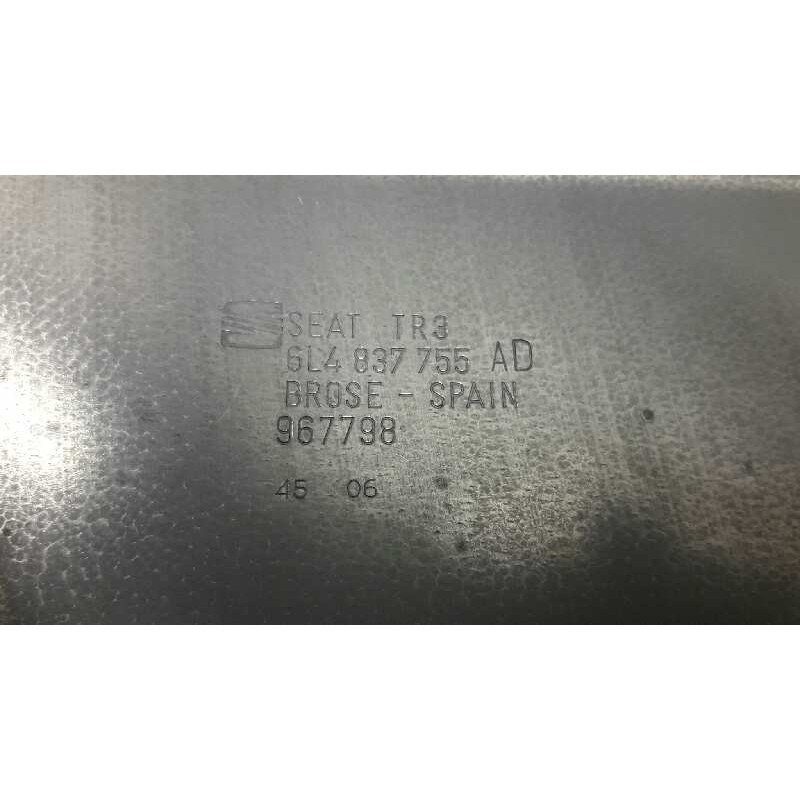 SEAT TR3
6L4 837 755 AD
BROSE - SPAIN
967798
45 06